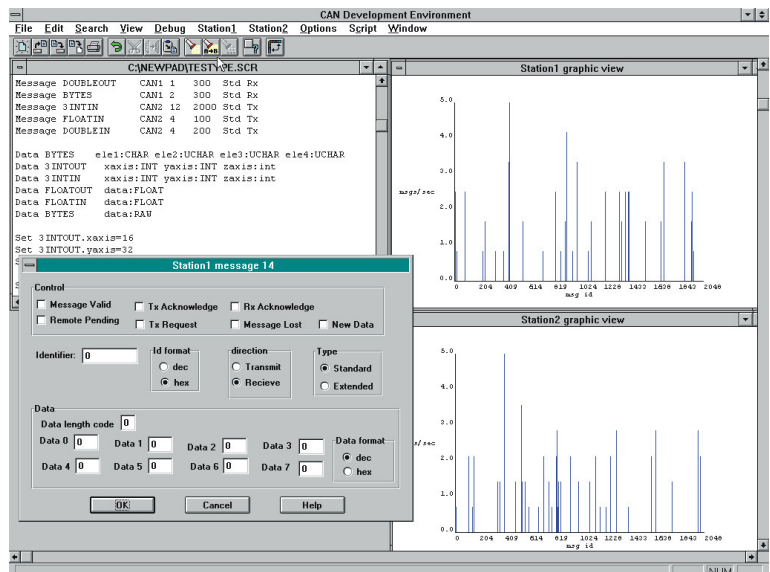 CAN Development Environment
File Edit Search View Debug Station1 Station2 Options Script Window
C:\NEWPAD\TESTY\PE.SCR
Message DOUBLEOUT CAN1 1 300 Std Rx
Message BYTES CAN1 2 300 Std Rx
Message 3INTIN CAN2 12 2000 Std Tx
Message FLOATIN CAN2 4 100 Std Tx
Message DOUBLEIN CAN2 4 200 Std Tx
Data BYTES ele1:CHAR ele2:UCHAR ele3:UCHAR ele4:UCHAR
Data 3INTOUT xaxis:INT yaxis:INT zaxis:int
Data 3INTIN xaxis:INT yaxis:INT zaxis:int
Data FLOATOUT data:FLOAT
Data FLOATIN data:FLOAT
Data BYTES data:RAW
Set 3INTOUT.xaxis=16
Set 3INTOUT.yaxis=32
Station1 message 14
Control
Message Valid Tx Acknowledge Rx Acknowledge
Remote Pending Tx Request Message Lost New Data
Identifier: 0
Id format
dec
hex
direction
Transmit
Recieve
Type
Standard
Extended
Data
Data length code 0
Data 0 0 Data 1 0 Data 2 0 Data 3 0
Data 4 0 Data 5 0 Data 6 0 Data 7 0
Data format
dec
hex
OK Cancel Help
Station1 graphic view
5.0
4.0
3.0
msgs/sec
2.0
1.0
0.0
0 204 409 614 819 1024 1228 1433 1638 1843 2048
msg id
Station2 graphic view
5.0
4.0
3.0
s/sec
2.0
1.0
0.0
0 204 409 614 819 1024 1228 1433 1638 1843 2048
msg id
NUM